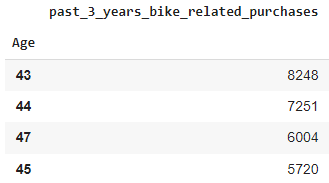 past_3_years_bike_related_purchases
Age
43 8248
44 7251
47 6004
45 5720